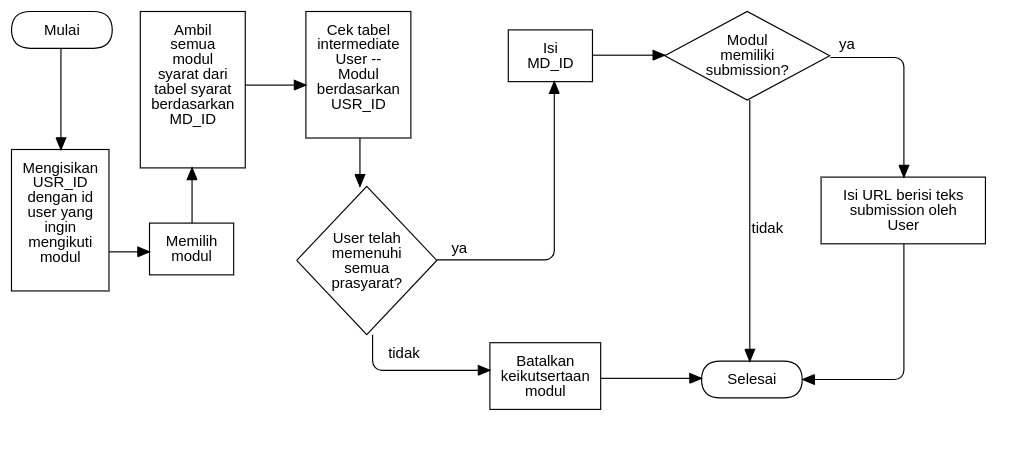 Mulai
Mengisikan
USR_ID
dengan id
user yang
ingin
mengikuti
modul
Memilih
modul
Ambil
semua
modul
syarat dari
tabel syarat
berdasarkan
MD_ID
Cek tabel
intermediate
User --
Modul
berdasarkan
USR_ID
User telah
memenuhi
semua
prasyarat?
ya
tidak
Isi
MD_ID
Batalkan
keikutsertaan
modul
Modul
memiliki
submission?
ya
tidak
Isi URL berisi teks
submission oleh
User
Selesai